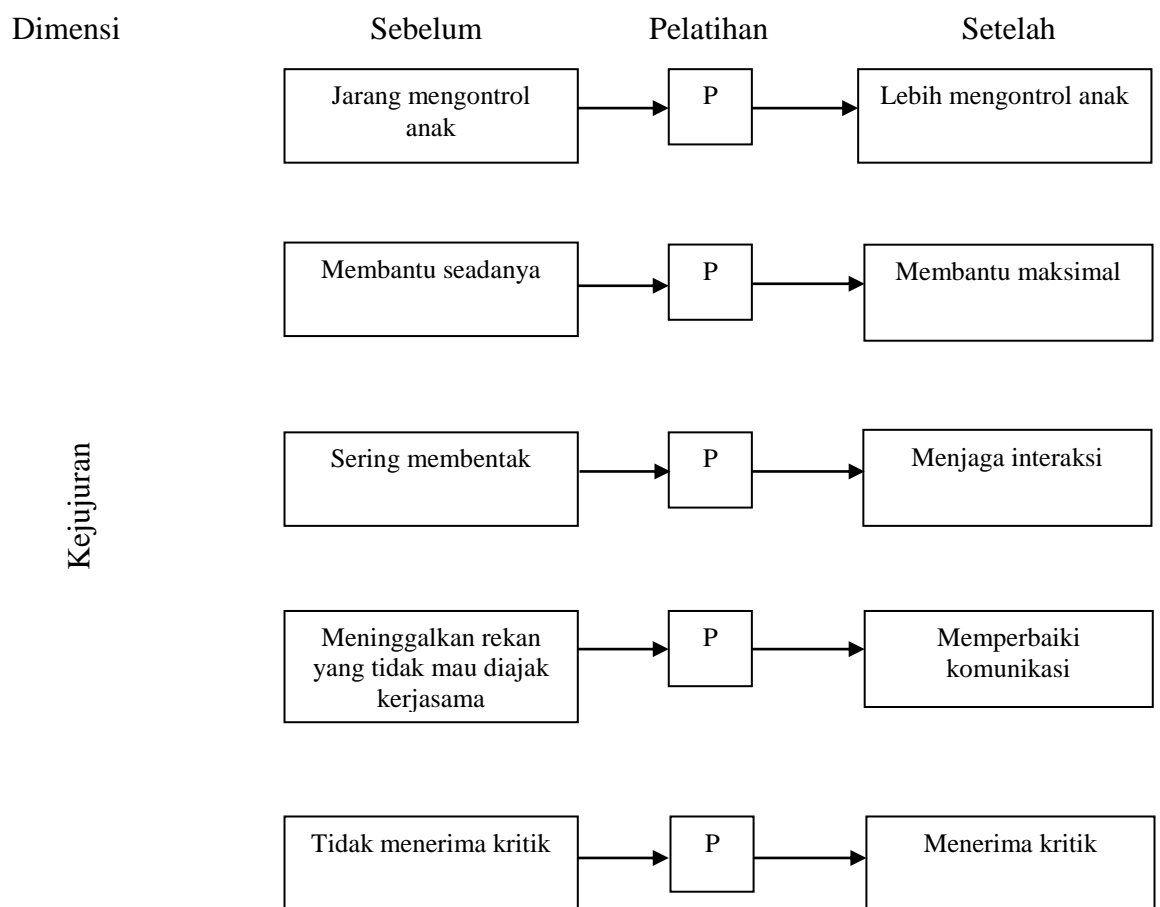 Dimensi Sebelum Pelatihan Setelah
Jarang mengontrol
anak
P
Lebih mengontrol anak
Membantu seadanya
P
Membantu maksimal
Kejujuran
Sering membentak
P
Menjaga interaksi
Meninggalkan rekan
yang tidak mau diajak
kerjasama
P
Memperbaiki
komunikasi
Tidak menerima kritik
P
Menerima kritik